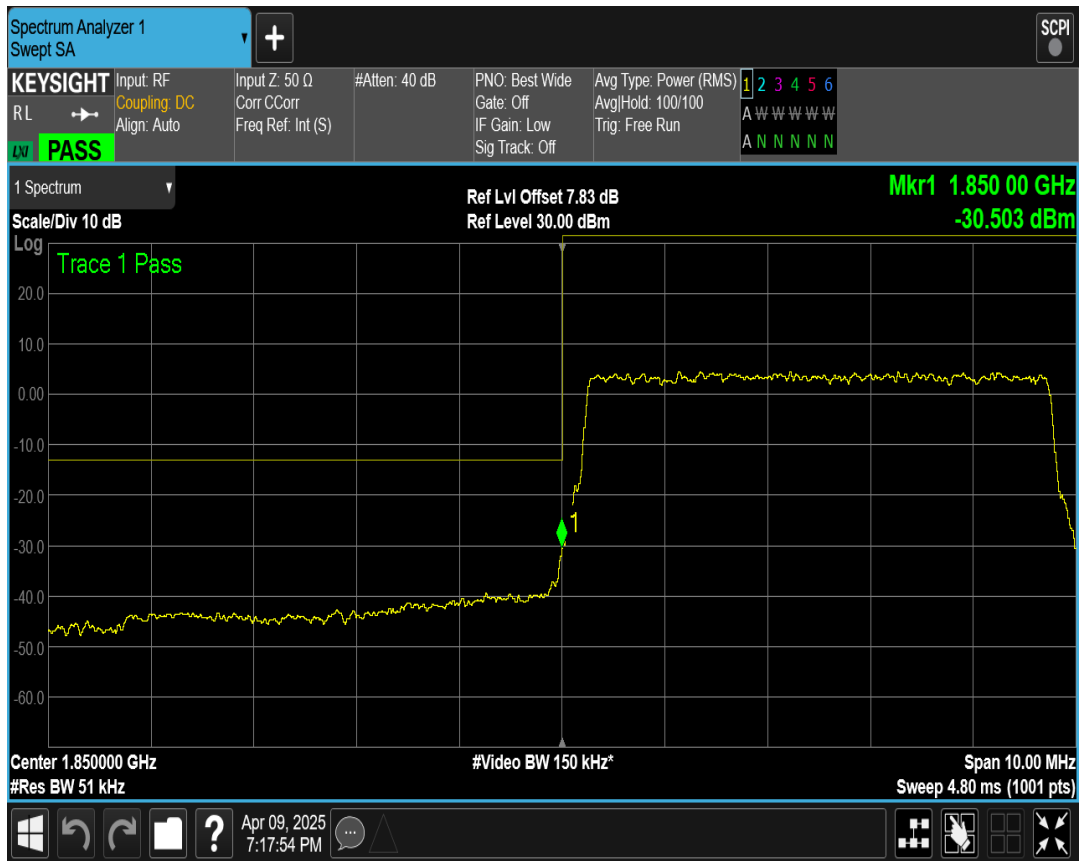 Spectrum Analyzer 1
Swept SA
+
SCPI
KEYSIGHT
R L
LXI PASS
Input: RF
Coupling: DC
Align: Auto
Input Z: 50 Ω
Corr CCorr
Freq Ref: Int (S)
#Atten: 40 dB
PNO: Best Wide
Gate: Off
IF Gain: Low
Sig Track: Off
Avg Type: Power (RMS)
Avg|Hold: 100/100
Trig: Free Run
1 2 3 4 5 6
A W W W W W
A N N N N N
1 Spectrum
Scale/Div 10 dB
Ref Lvl Offset 7.83 dB
Ref Level 30.00 dBm
Mkr1 1.850 00 GHz
-30.503 dBm
Log
Trace 1 Pass
20.0
10.0
0.00
-10.0
-20.0
1
-30.0
-40.0
-50.0
-60.0
Center 1.850000 GHz
#Video BW 150 kHz*
Span 10.00 MHz
#Res BW 51 kHz
Sweep 4.80 ms (1001 pts)
?
Apr 09, 2025
7:17:54 PM